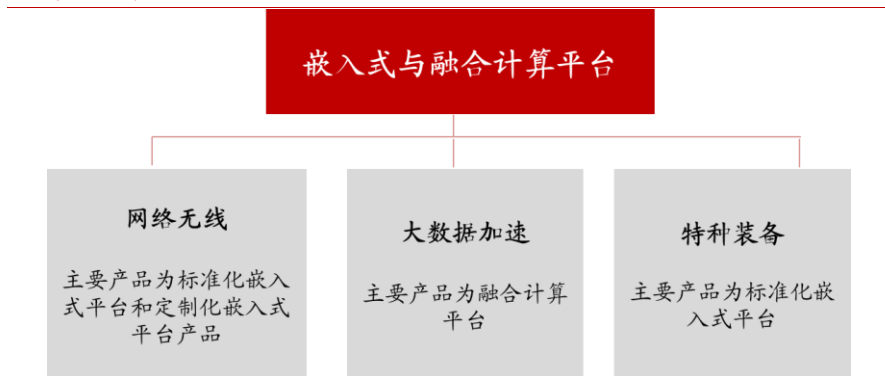 嵌入式与融合计算平台
网络无线
主要产品为标准化嵌入
式平台和定制化嵌入式
平台产品
大数据加速
主要产品为融合计算
平台
特种装备
主要产品为标准化嵌
入式平台